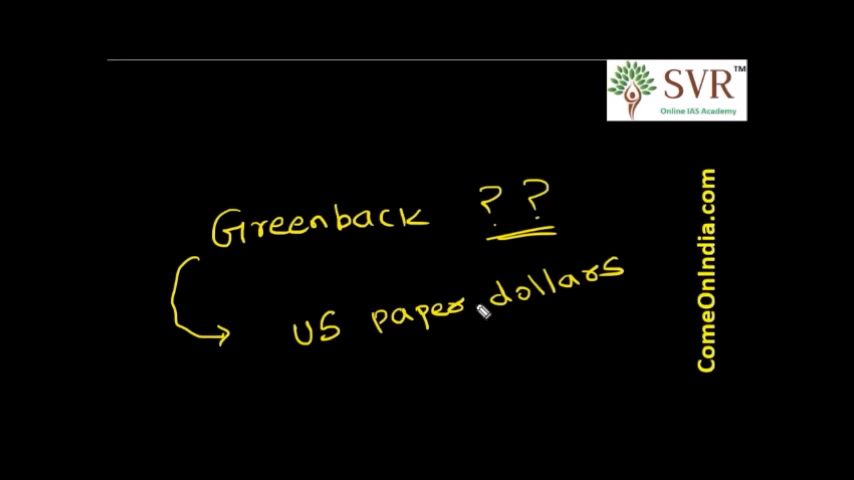 SVR™
Online IAS Academy
Greenback ??
US paper dollars
ComeOnIndia.com